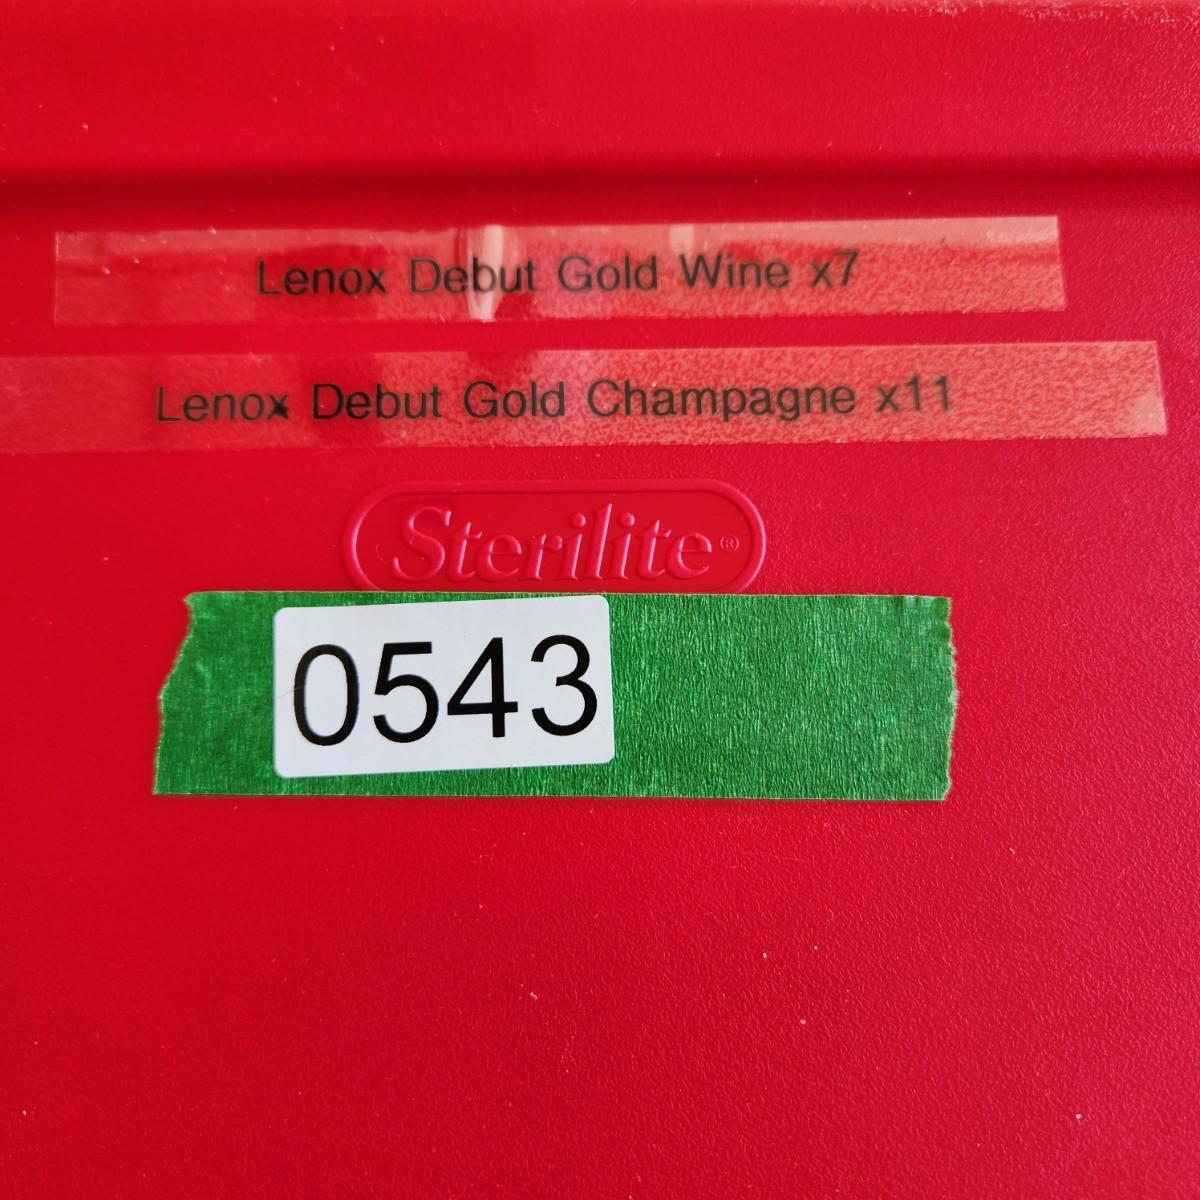 Lenox Debut Gold Wine x7
Lenox Debut Gold Champagne x11
Sterilite®
0543